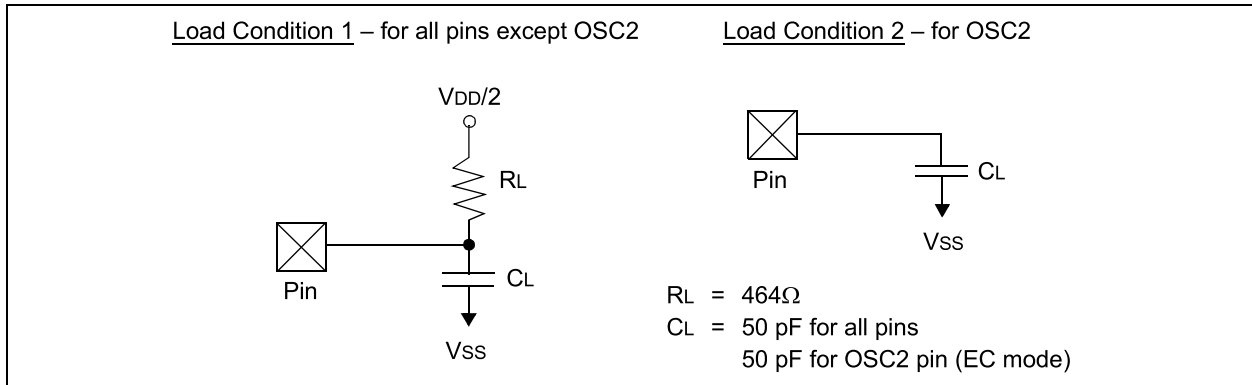 Load Condition 1 – for all pins except OSC2
VDD/2
RL
Pin
CL
VSS
Load Condition 2 – for OSC2
Pin
CL
VSS
RL = 464Ω
CL = 50 pF for all pins
50 pF for OSC2 pin (EC mode)